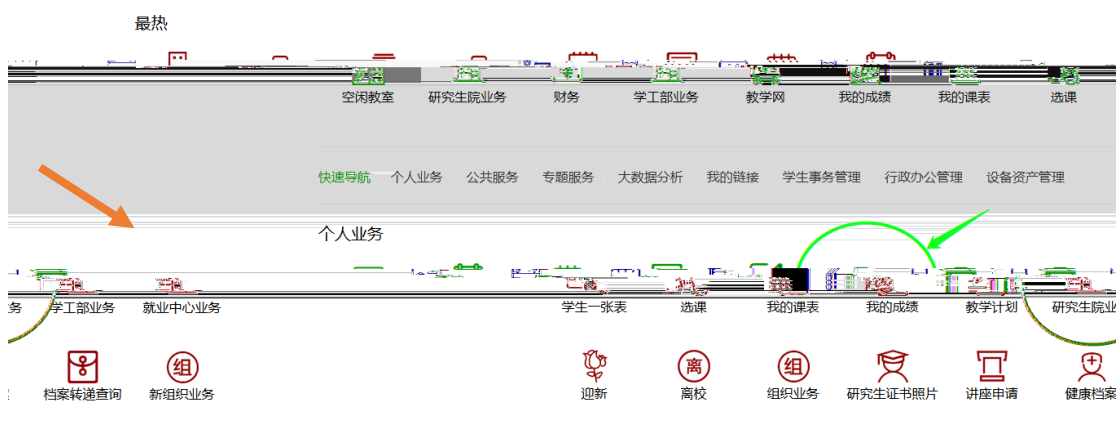 最热
空闲教室 研究生院业务 财务 学工部业务 教学网 我的成绩 我的课表 选课
快速导航 个人业务 公共服务 专题服务 大数据分析 我的链接 学生事务管理 行政办公管理 设备资产管理
个人业务
务 学工部业务 就业中心业务 学生一张表 选课 我的课表 我的成绩 教学计划 研究生院业
组 离 组
档案转递查询 新组织业务 迎新 离校 组织业务 研究生证书照片 讲座申请 健康档案